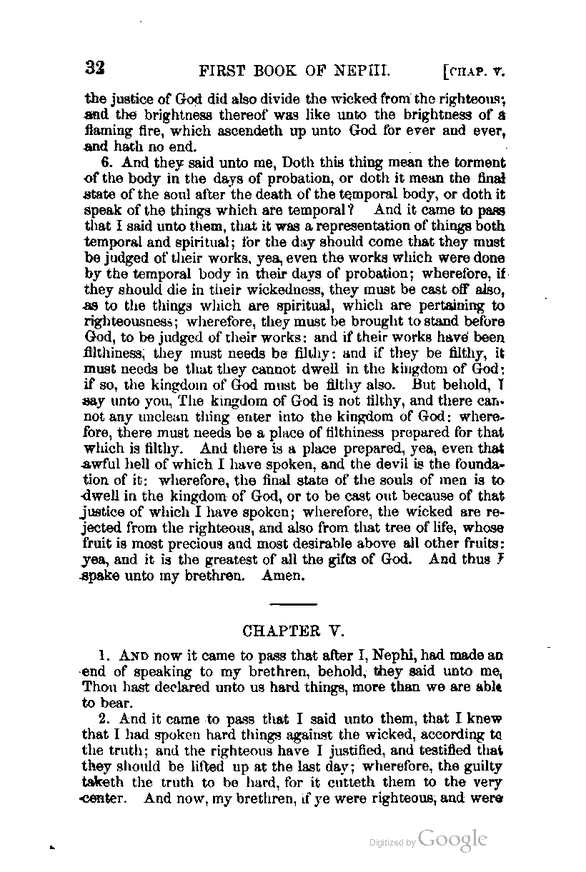 32 FIRST BOOK OF NEPHI. [CHAP. V.
the justice of God did also divide the wicked from the righteous;
and the brightness thereof was like unto the brightness of a
flaming fire, which ascendeth up unto God for ever and ever,
and hath no end.
6. And they said unto me, Doth this thing mean the torment
of the body in the days of probation, or doth it mean the final
state of the soul after the death of the temporal body, or doth it
speak of the things which are temporal? And it came to pass
that I said unto them, that it was a representation of things both
temporal and spiritual; for the day should come that they must
be judged of their works, yea, even the works which were done
by the temporal body in their days of probation; wherefore, if
they should die in their wickedness, they must be cast off also,
as to the things which are spiritual, which are pertaining to
righteousness; wherefore, they must be brought to stand before
God, to be judged of their works: and if their works have been
filthiness, they must needs be filthy: and if they be filthy, it
must needs be that they cannot dwell in the kingdom of God:
if so, the kingdom of God must be filthy also. But behold, I
say unto you, The kingdom of God is not filthy, and there can-
not any unclean thing enter into the kingdom of God: where-
fore, there must needs be a place of filthiness prepared for that
which is filthy. And there is a place prepared, yea, even that
awful hell of which I have spoken, and the devil is the founda-
tion of it: wherefore, the final state of the souls of men is to
dwell in the kingdom of God, or to be cast out because of that
justice of which I have spoken; wherefore, the wicked are re-
jected from the righteous, and also from that tree of life, whose
fruit is most precious and most desirable above all other fruits:
yea, and it is the greatest of all the gifts of God. And thus I
spake unto my brethren. Amen.
CHAPTER V.
1. AND now it came to pass that after I, Nephi, had made an
end of speaking to my brethren, behold, they said unto me,
Thou hast declared unto us hard things, more than we are able
to bear.
2. And it came to pass that I said unto them, that I knew
that I had spoken hard things against the wicked, according to
the truth; and the righteous have I justified, and testified that
they should be lifted up at the last day; wherefore, the guilty
taketh the truth to be hard, for it cutteth them to the very
center. And now, my brethren, if ye were righteous, and were
Digitized by Google